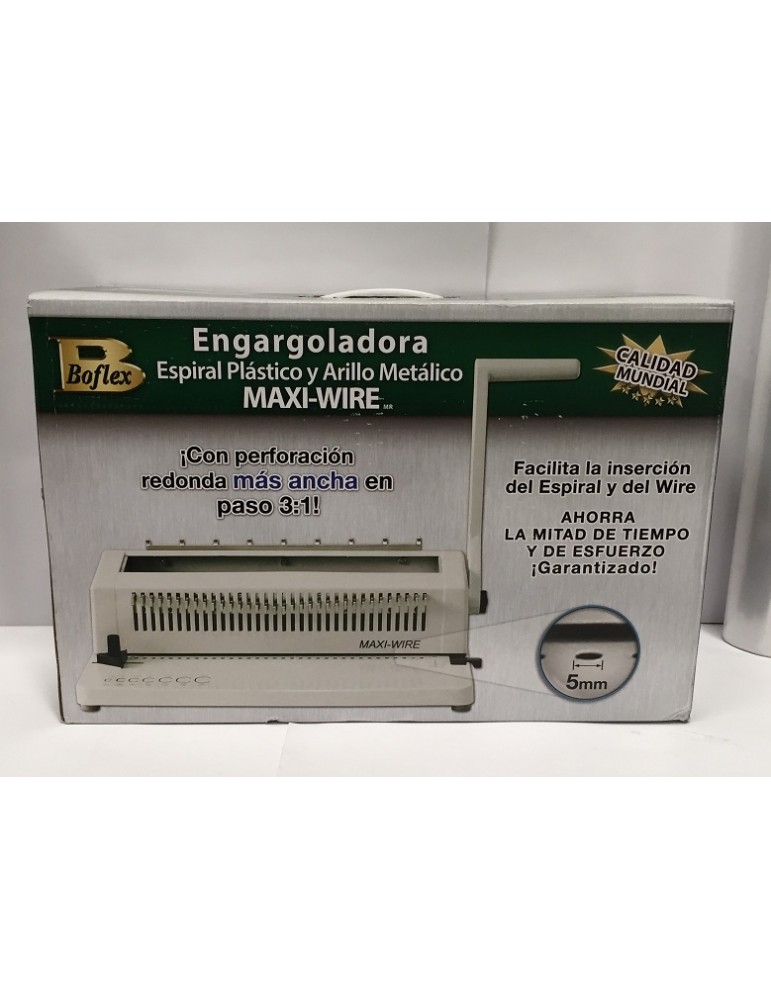 Boflex
Engargoladora
Espiral Plástico y Arillo Metálico
MAXI-WIRE MR
CALIDAD
MUNDIAL
¡Con perforación
redonda más ancha en
paso 3:1!
Facilita la inserción
del Espiral y del Wire
AHORRA
LA MITAD DE TIEMPO
Y DE ESFUERZO
¡Garantizado!
MAXI-WIRE
5mm